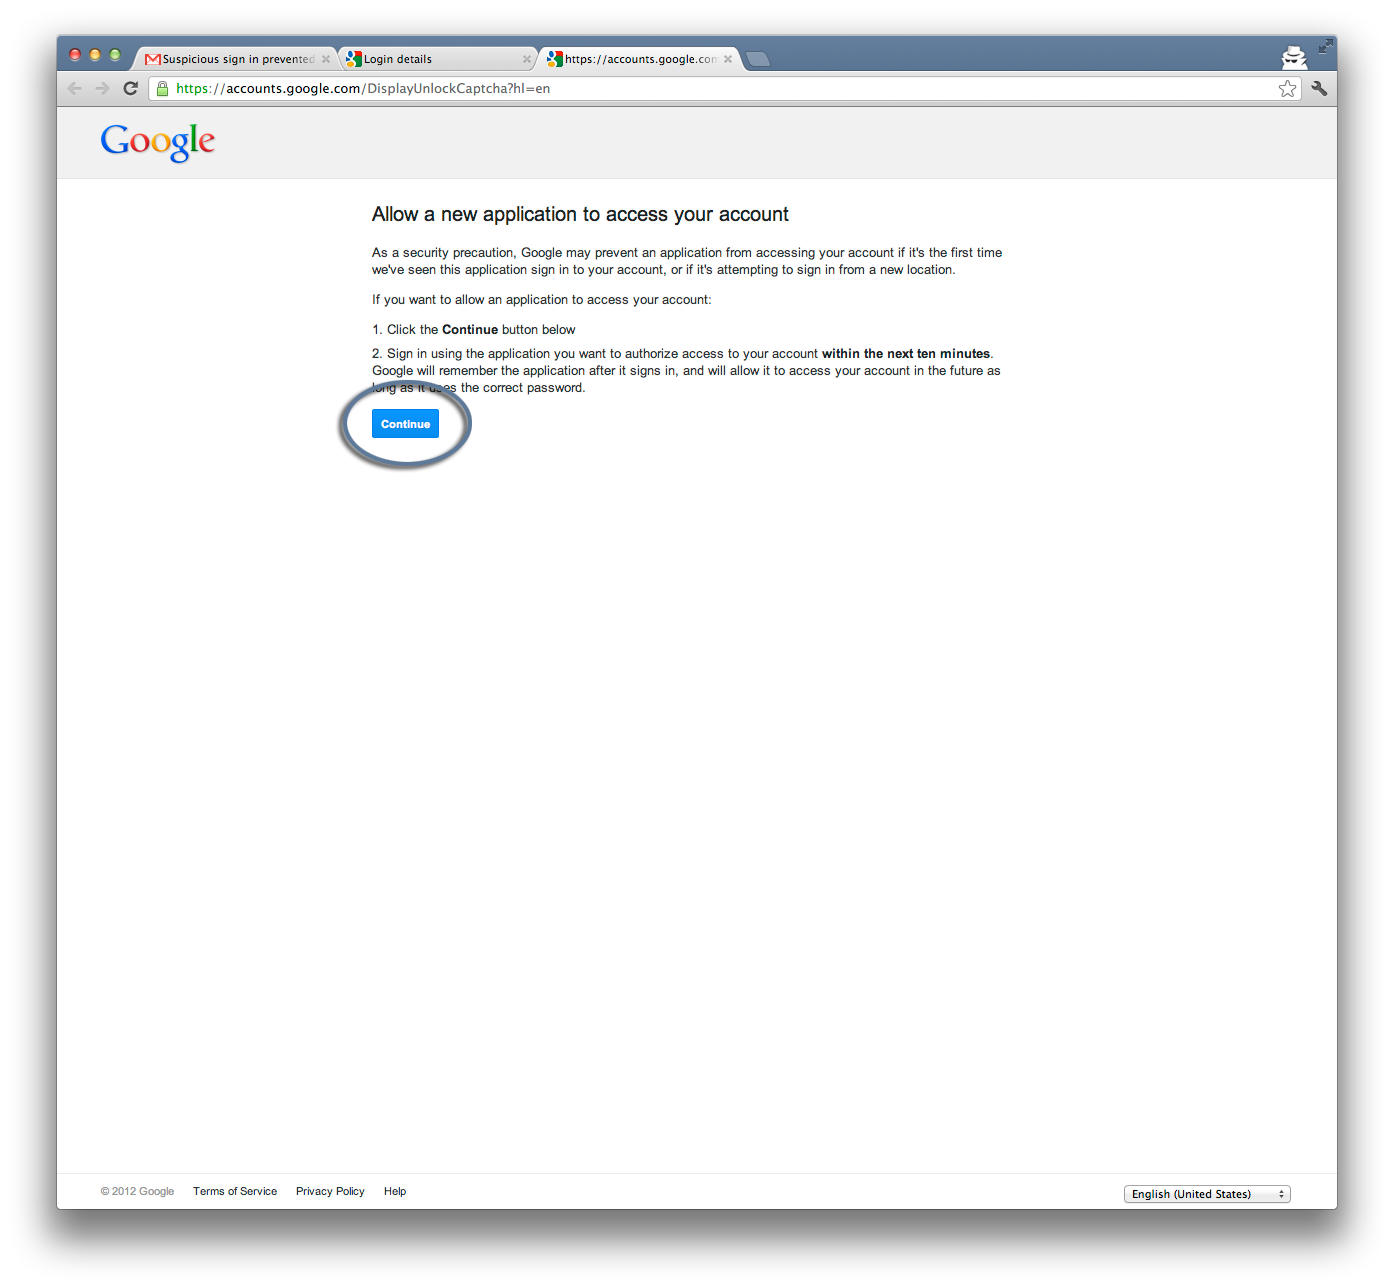 Suspicious sign in prevented
Login details
https://accounts.google.com
https://accounts.google.com/DisplayUnlockCaptcha?hl=en
Google
Allow a new application to access your account
As a security precaution, Google may prevent an application from accessing your account if it's the first time
we've seen this application sign in to your account, or if it's attempting to sign in from a new location.
If you want to allow an application to access your account:
1. Click the Continue button below
2. Sign in using the application you want to authorize access to your account within the next ten minutes.
Google will remember the application after it signs in, and will allow it to access your account in the future as
long as it uses the correct password.
Continue
© 2012 Google Terms of Service Privacy Policy Help
English (United States)